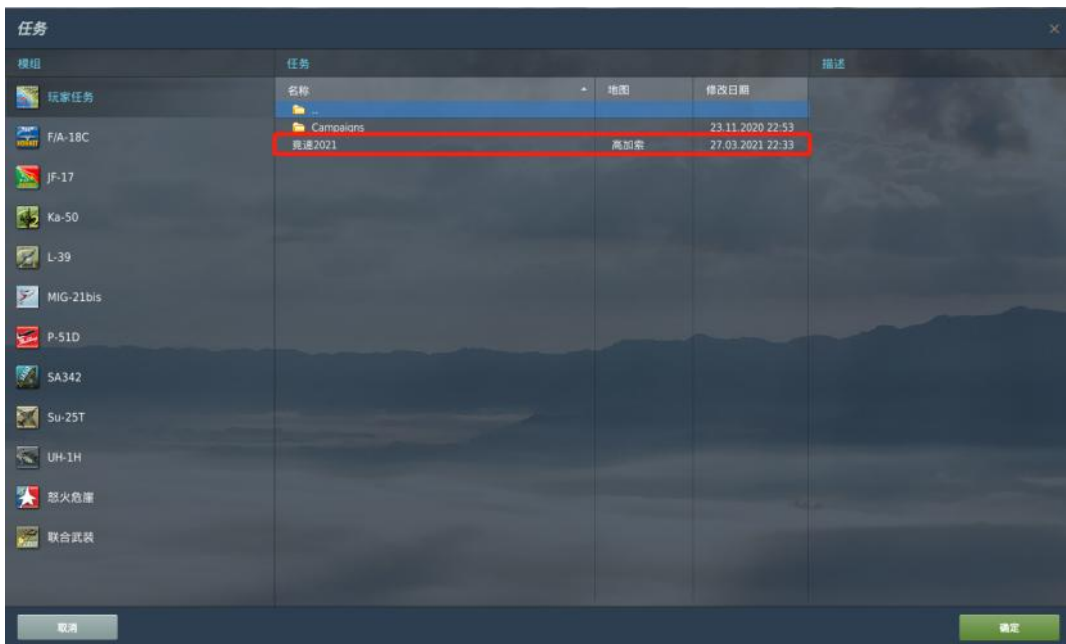 任务
模组
任务
描述
名称 地图 修改日期
玩家任务
..
F/A-18C
Campaigns 23.11.2020 22:53
竞速2021 高加索 27.03.2021 22:33
JF-17
Ka-50
L-39
MIG-21bis
P-51D
SA342
Su-25T
UH-1H
怒火危崖
联合武装
取消
确定